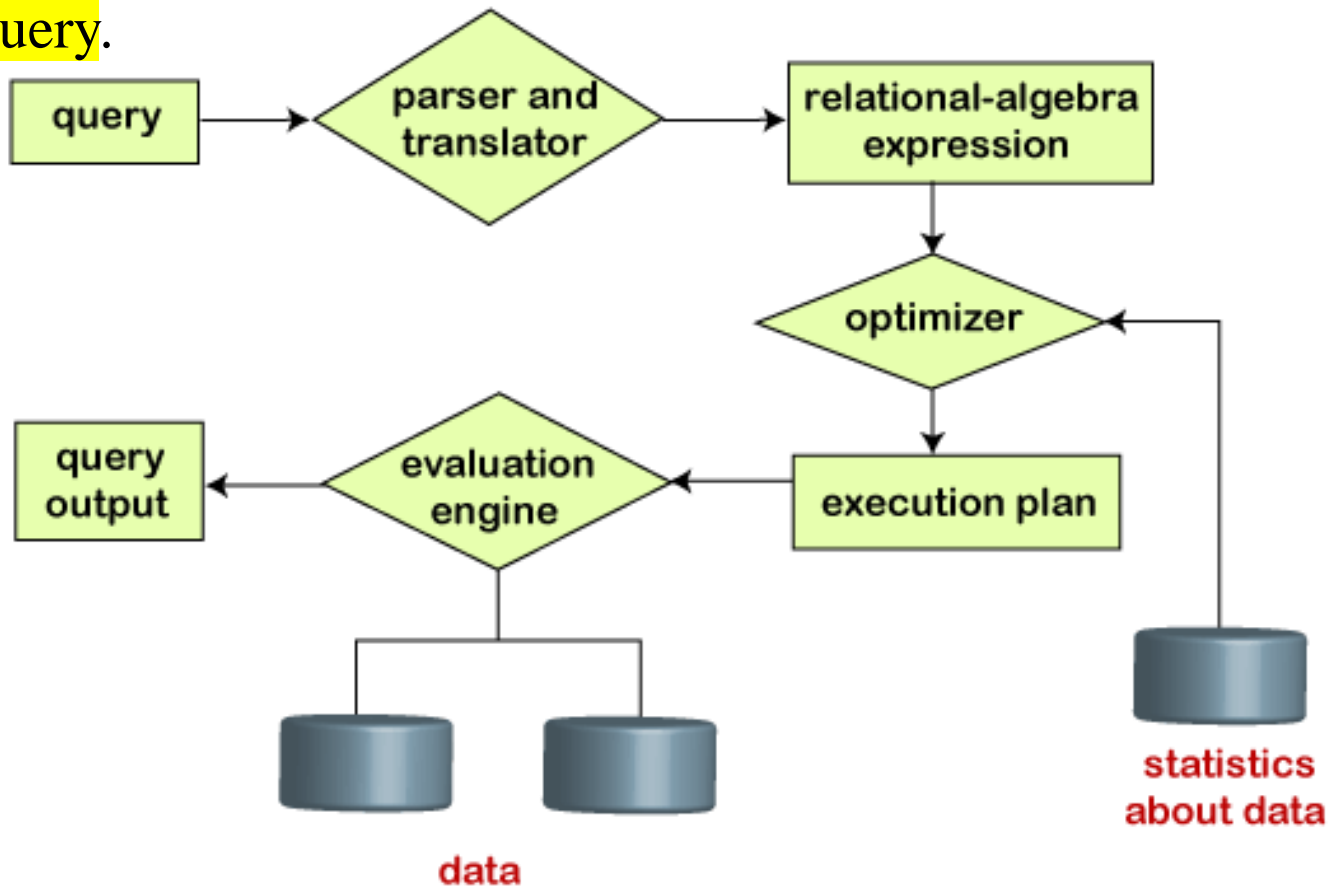 uery.
query
parser and
translator
relational-algebra
expression
optimizer
query
output
evaluation
engine
execution plan
statistics
about data
data